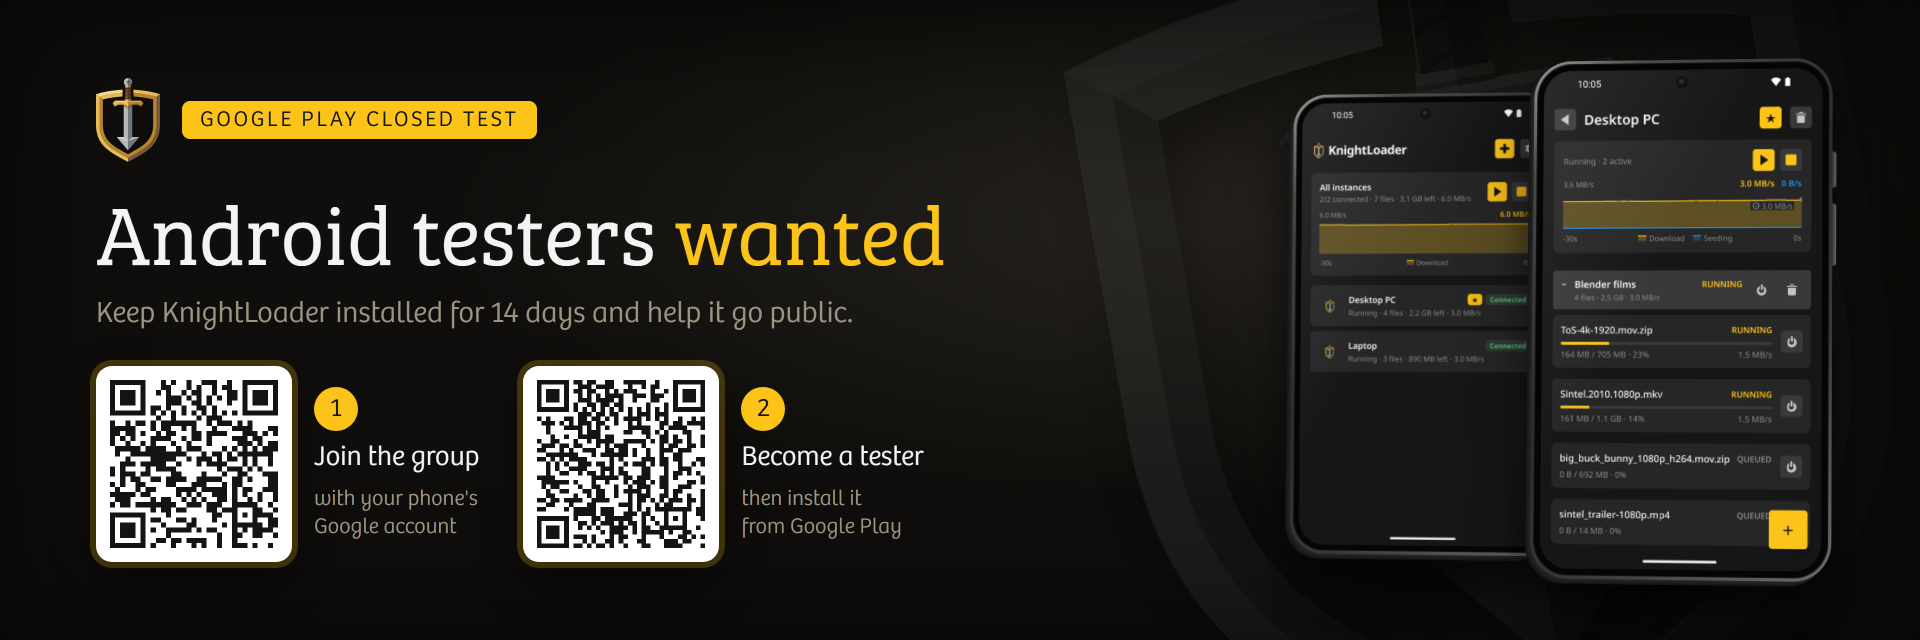 GOOGLE PLAY CLOSED TEST
Android testers wanted
Keep KnightLoader installed for 14 days and help it go public.
1
Join the group
with your phone's
Google account
2
Become a tester
then install it
from Google Play
10:05
KnightLoader
All instances
2/2 connected · 7 files · 3.1 GB left · 6.0 MB/s
6.0 MB/s
6.0 MB/s
-30s
Download
0
Desktop PC
Connected
Running · 4 files · 2.2 GB left · 3.0 MB/s
Laptop
Connected
Running · 3 files · 890 MB left · 3.0 MB/s
10:05
Desktop PC
Running · 2 active
3.6 MB/s
3.0 MB/s
0 B/s
3.0 MB/s
-30s
Download
Seeding
0s
Blender films
RUNNING
4 files · 2.5 GB · 3.0 MB/s
ToS-4k-1920.mov.zip
RUNNING
164 MB / 705 MB · 23%
1.5 MB/s
Sintel.2010.1080p.mkv
RUNNING
161 MB / 1.1 GB · 14%
1.5 MB/s
big_buck_bunny_1080p_h264.mov.zip
QUEUED
0 B / 692 MB · 0%
sintel_trailer-1080p.mp4
QUEUED
0 B / 14 MB · 0%